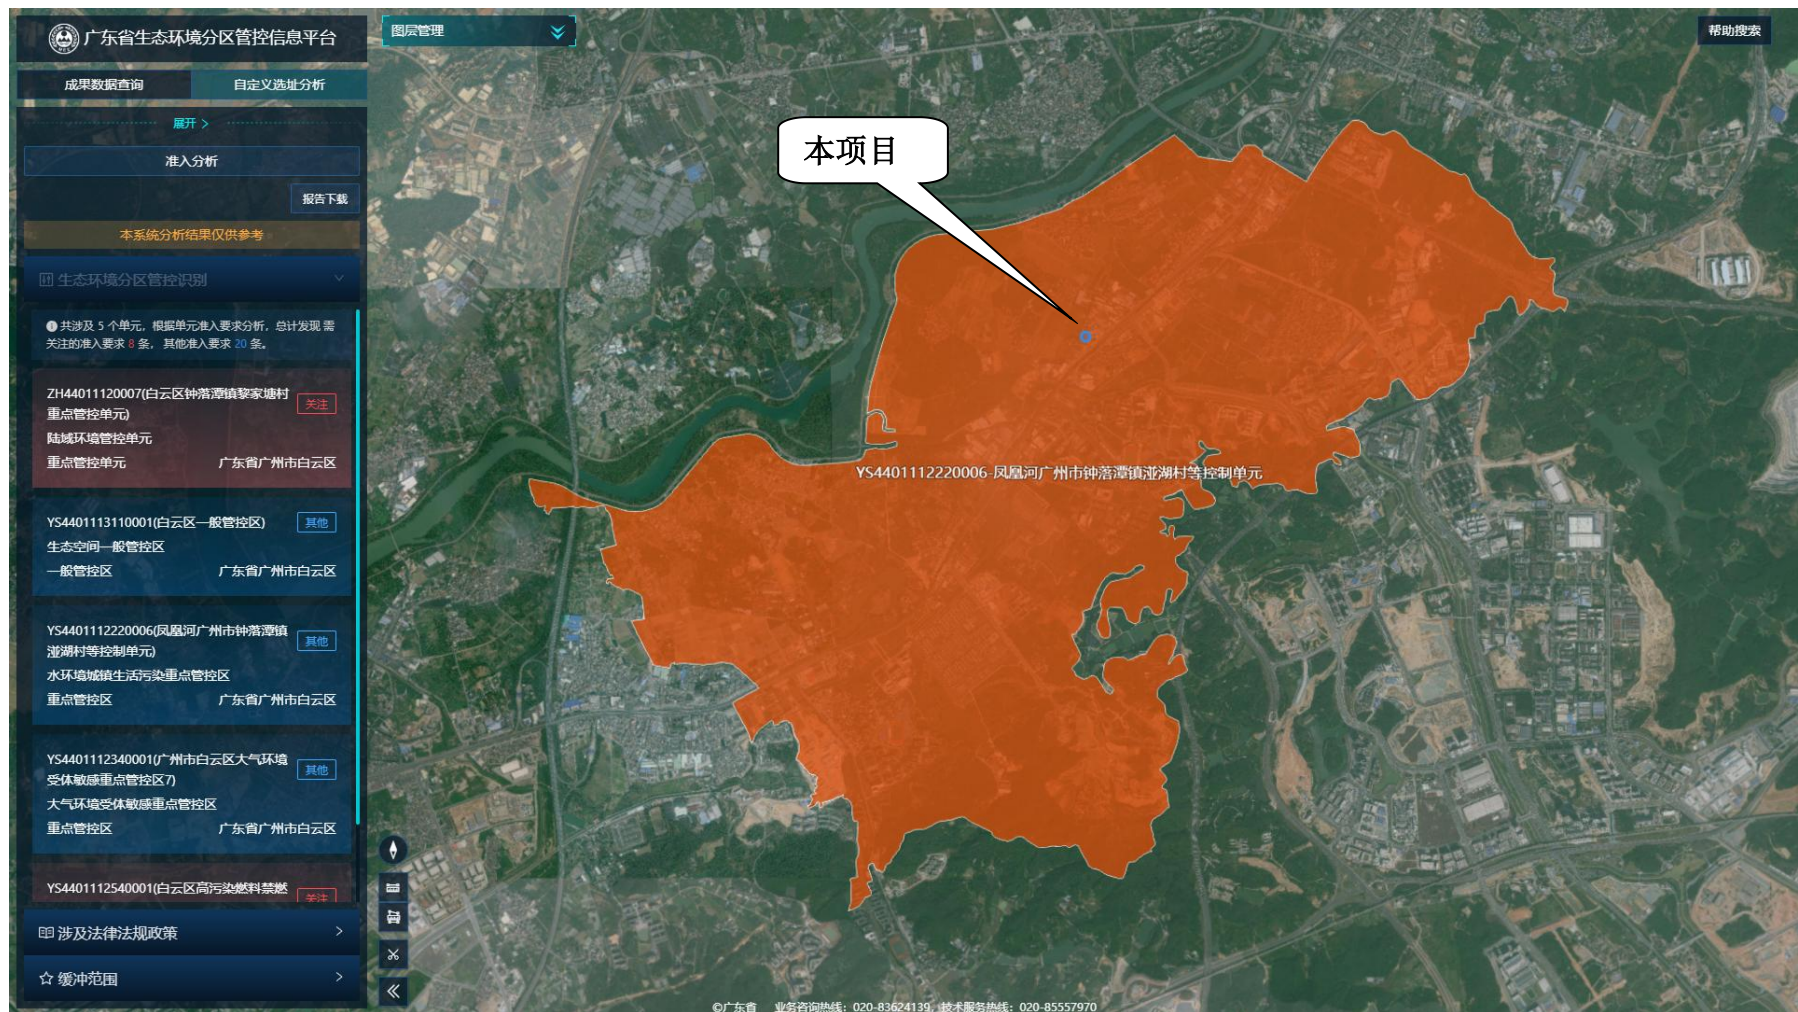 广东省生态环境分区管控信息平台
成果数据查询
自定义选址分析
展开 >
准入分析
报告下载
本系统分析结果仅供参考
生态环境分区管控识别
共涉及 5 个单元，根据单元准入要求分析，总计发现 需
关注的准入要求 8 条， 其他准入要求 20 条。
ZH44011120007(白云区钟落潭镇黎家塘村
重点管控单元)
关注
陆域环境管控单元
重点管控单元
广东省广州市白云区
YS4401113110001(白云区一般管控区)
其他
生态空间一般管控区
一般管控区
广东省广州市白云区
YS4401112220006(凤凰河广州市钟落潭镇
湴湖村等控制单元)
其他
水环境城镇生活污染重点管控区
重点管控区
广东省广州市白云区
YS4401112340001(广州市白云区大气环境
受体敏感重点管控区7)
其他
大气环境受体敏感重点管控区
重点管控区
广东省广州市白云区
YS4401112540001(白云区高污染燃料禁燃
关注
涉及法律法规政策
缓冲范围
图层管理
帮助搜索
本项目
YS4401112220006-凤凰河广州市钟落潭镇湴湖村等控制单元
©广东省 业务咨询热线：020-83624139，技术服务热线：020-85557970